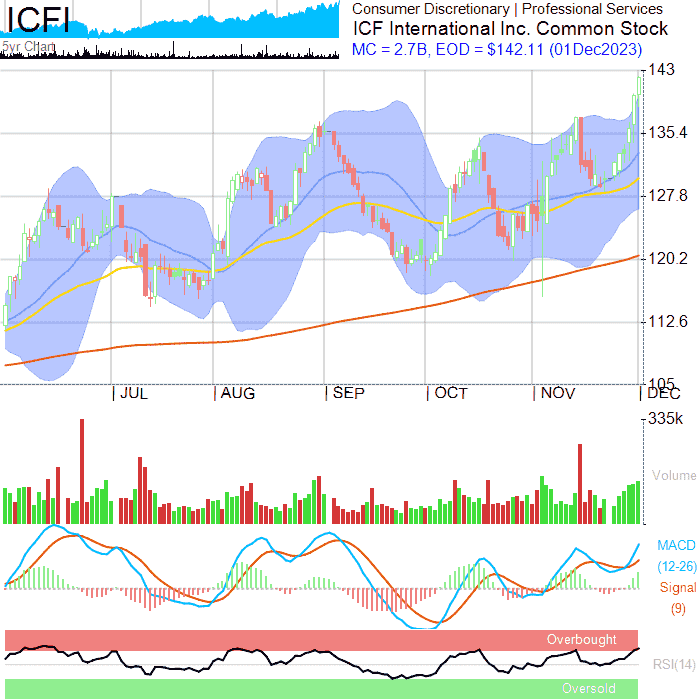 ICFI
5yr Chart
Consumer Discretionary | Professional Services
ICF International Inc. Common Stock
MC = 2.7B, EOD = $142.11 (01Dec2023)
143
135.4
127.8
120.2
112.6
105
JUL
AUG
SEP
OCT
NOV
DEC
335k
Volume
MACD
(12-26)
Signal
(9)
Overbought
RSI(14)
Oversold